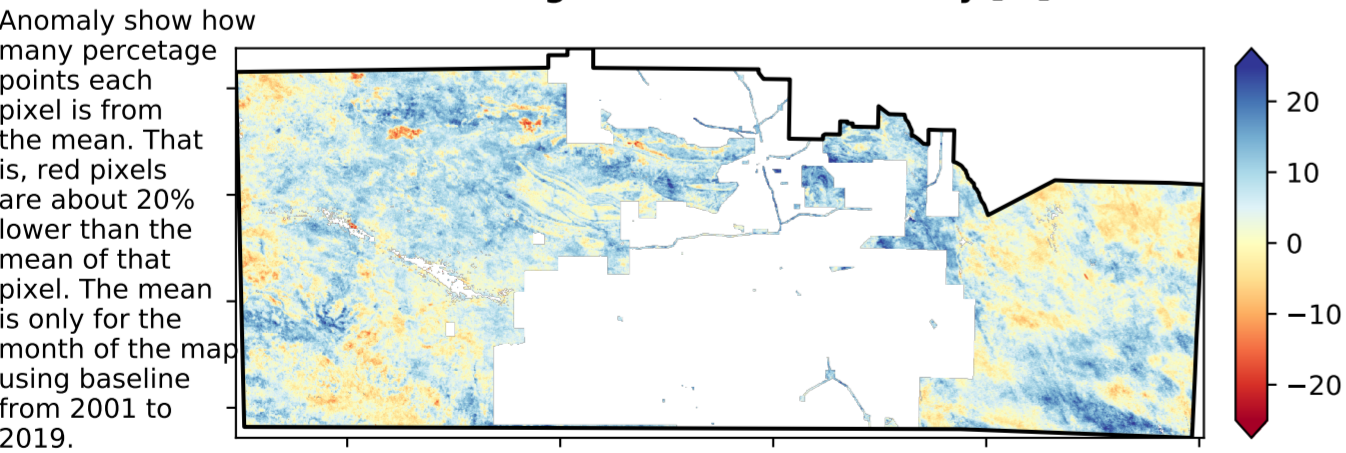 Anomaly show how
many percetage
points each
pixel is from
the mean. That
is, red pixels
are about 20%
lower than the
mean of that
pixel. The mean
is only for the
month of the map
using baseline
from 2001 to
2019.
20
10
0
−10
−20